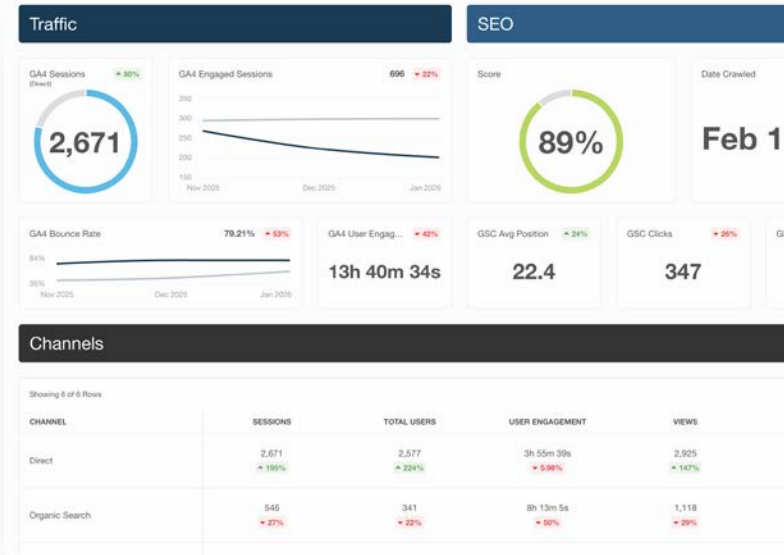 Traffic
SEO
GA4 Sessions
80%
(Direct)
2,671
GA4 Engaged Sessions
696
22%
350
300
250
200
150
Nov 2025
Dec 2025
Jan 2026
Score
89%
Date Crawled
Feb 1
GA4 Bounce Rate
79.21%
53%
84%
36%
Nov 2025
Dec 2025
Jan 2026
GA4 User Engag...
42%
13h 40m 34s
GSC Avg Position
24%
22.4
GSC Clicks
26%
347
Channels
Showing 6 of 6 Rows
CHANNEL SESSIONS TOTAL USERS USER ENGAGEMENT VIEWS
Direct 2,671 2,577 3h 55m 39s 2,925
195% 224% 5.98% 147%
Organic Search 546 341 8h 13m 5s 1,118
27% 22% 50% 29%